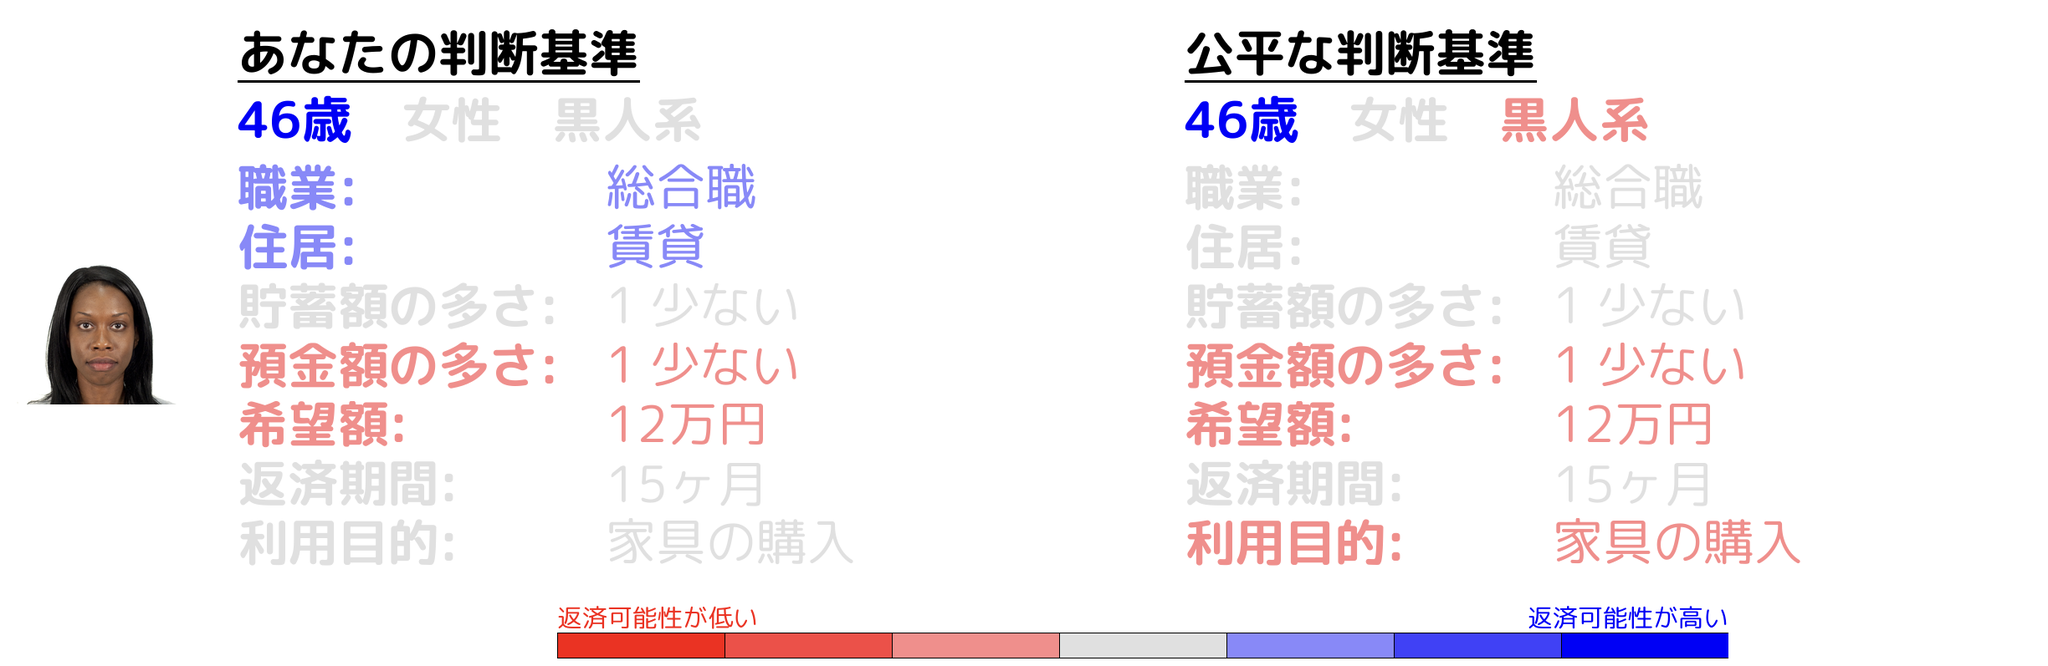 あなたの判断基準
46歳 女性 黒人系
職業: 総合職
住居: 賃貸
貯蓄額の多さ: 1 少ない
預金額の多さ: 1 少ない
希望額: 12万円
返済期間: 15ヶ月
利用目的: 家具の購入
公平な判断基準
46歳 女性 黒人系
職業: 総合職
住居: 賃貸
貯蓄額の多さ: 1 少ない
預金額の多さ: 1 少ない
希望額: 12万円
返済期間: 15ヶ月
利用目的: 家具の購入
返済可能性が低い
返済可能性が高い